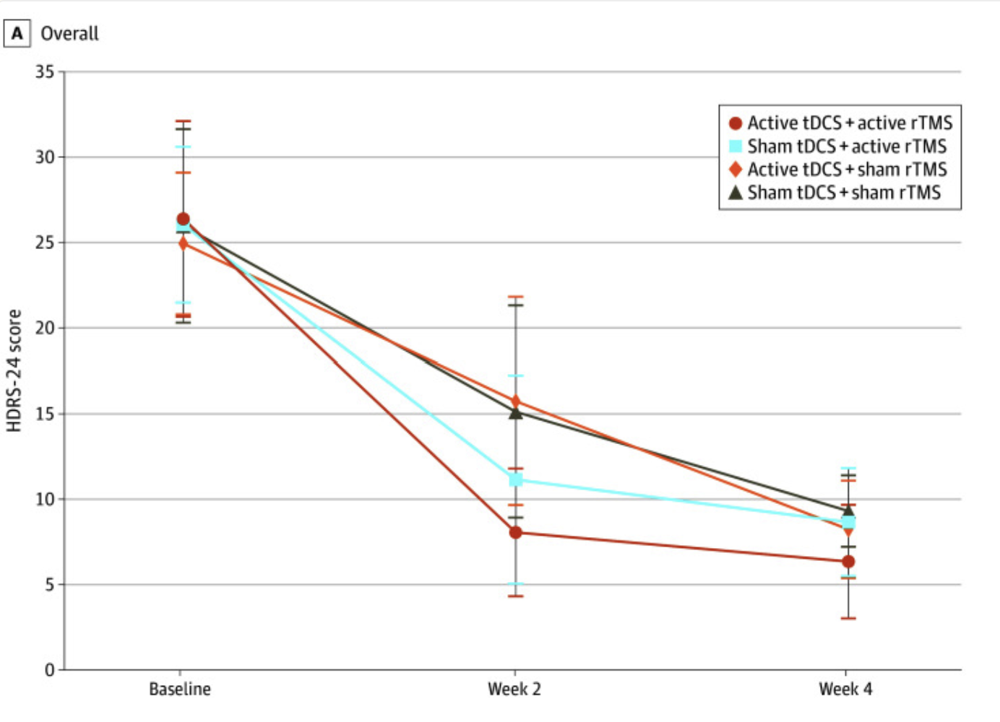 A Overall
35
30
25
20
15
10
5
0
HDRS-24 score
Active tDCS + active rTMS
Sham tDCS + active rTMS
Active tDCS + sham rTMS
Sham tDCS + sham rTMS
Baseline Week 2 Week 4